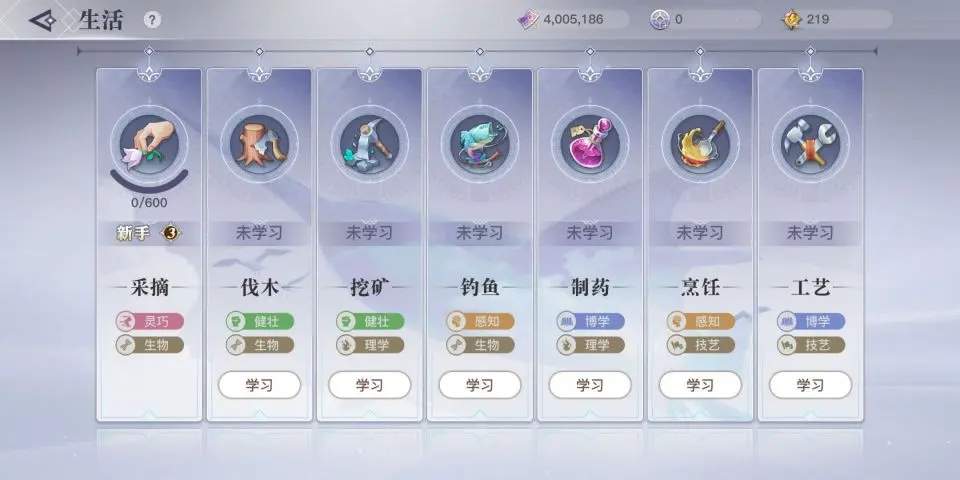 生活 ? 4,005,186 0 219
0/600
新手 3 未学习 未学习 未学习 未学习 未学习 未学习
采摘 伐木 挖矿 钓鱼 制药 烹饪 工艺
灵巧 健壮 健壮 感知 博学 感知 博学
生物 生物 理学 生物 理学 技艺 技艺
学习 学习 学习 学习 学习 学习